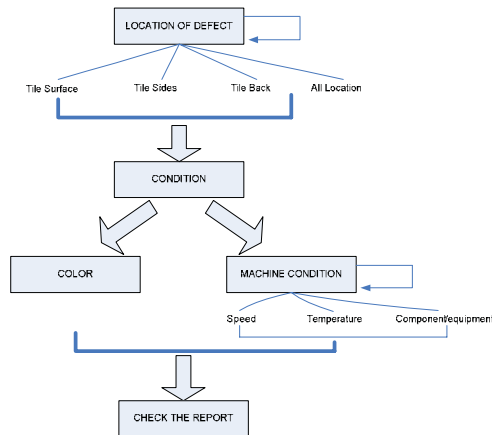 LOCATION OF DEFECT
Tile Surface
Tile Sides
Tile Back
All Location
CONDITION
COLOR
MACHINE CONDITION
Speed
Temperature
Component/equipment
CHECK THE REPORT